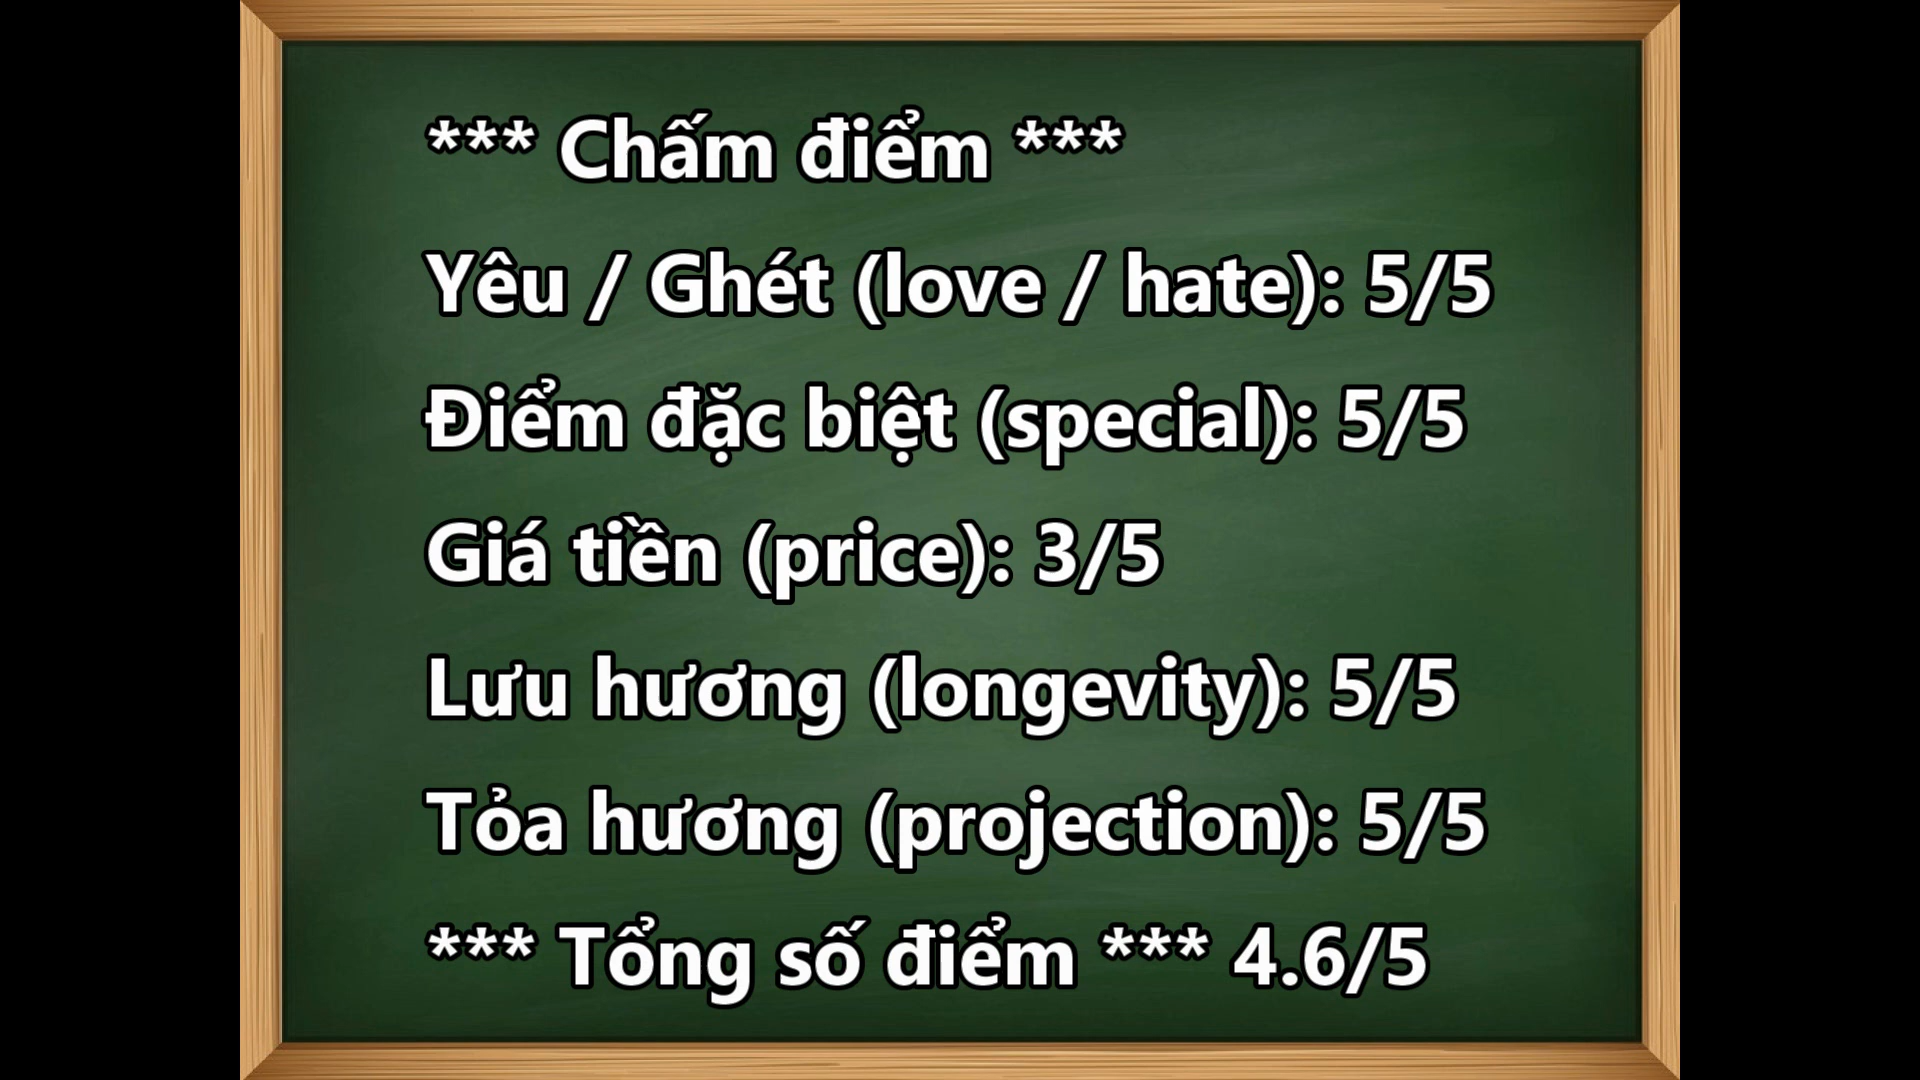 *** Chấm điểm ***
Yêu / Ghét (love / hate): 5/5
Điểm đặc biệt (special): 5/5
Giá tiền (price): 3/5
Lưu hương (longevity): 5/5
Tỏa hương (projection): 5/5
*** Tổng số điểm *** 4.6/5